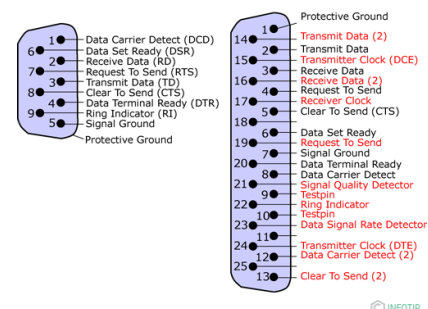 1 Data Carrier Detect (DCD)
6 Data Set Ready (DSR)
2 Receive Data (RD)
7 Request To Send (RTS)
3 Transmit Data (TD)
8 Clear To Send (CTS)
4 Data Terminal Ready (DTR)
9 Ring Indicator (RI)
5 Signal Ground
Protective Ground
1 Protective Ground
14 Transmit Data (2)
2 Transmit Data
15 Transmitter Clock (DCE)
3 Receive Data
16 Receive Data (2)
4 Request To Send
17 Receiver Clock
5 Clear To Send (CTS)
18
6 Data Set Ready
19 Request To Send
7 Signal Ground
20 Data Terminal Ready
8 Data Carrier Detect
21 Signal Quality Detector
9 Testpin
22 Ring Indicator
10 Testpin
23 Data Signal Rate Detector
11
24 Transmitter Clock (DTE)
12 Data Carrier Detect (2)
25
13 Clear To Send (2)
INFOTIP